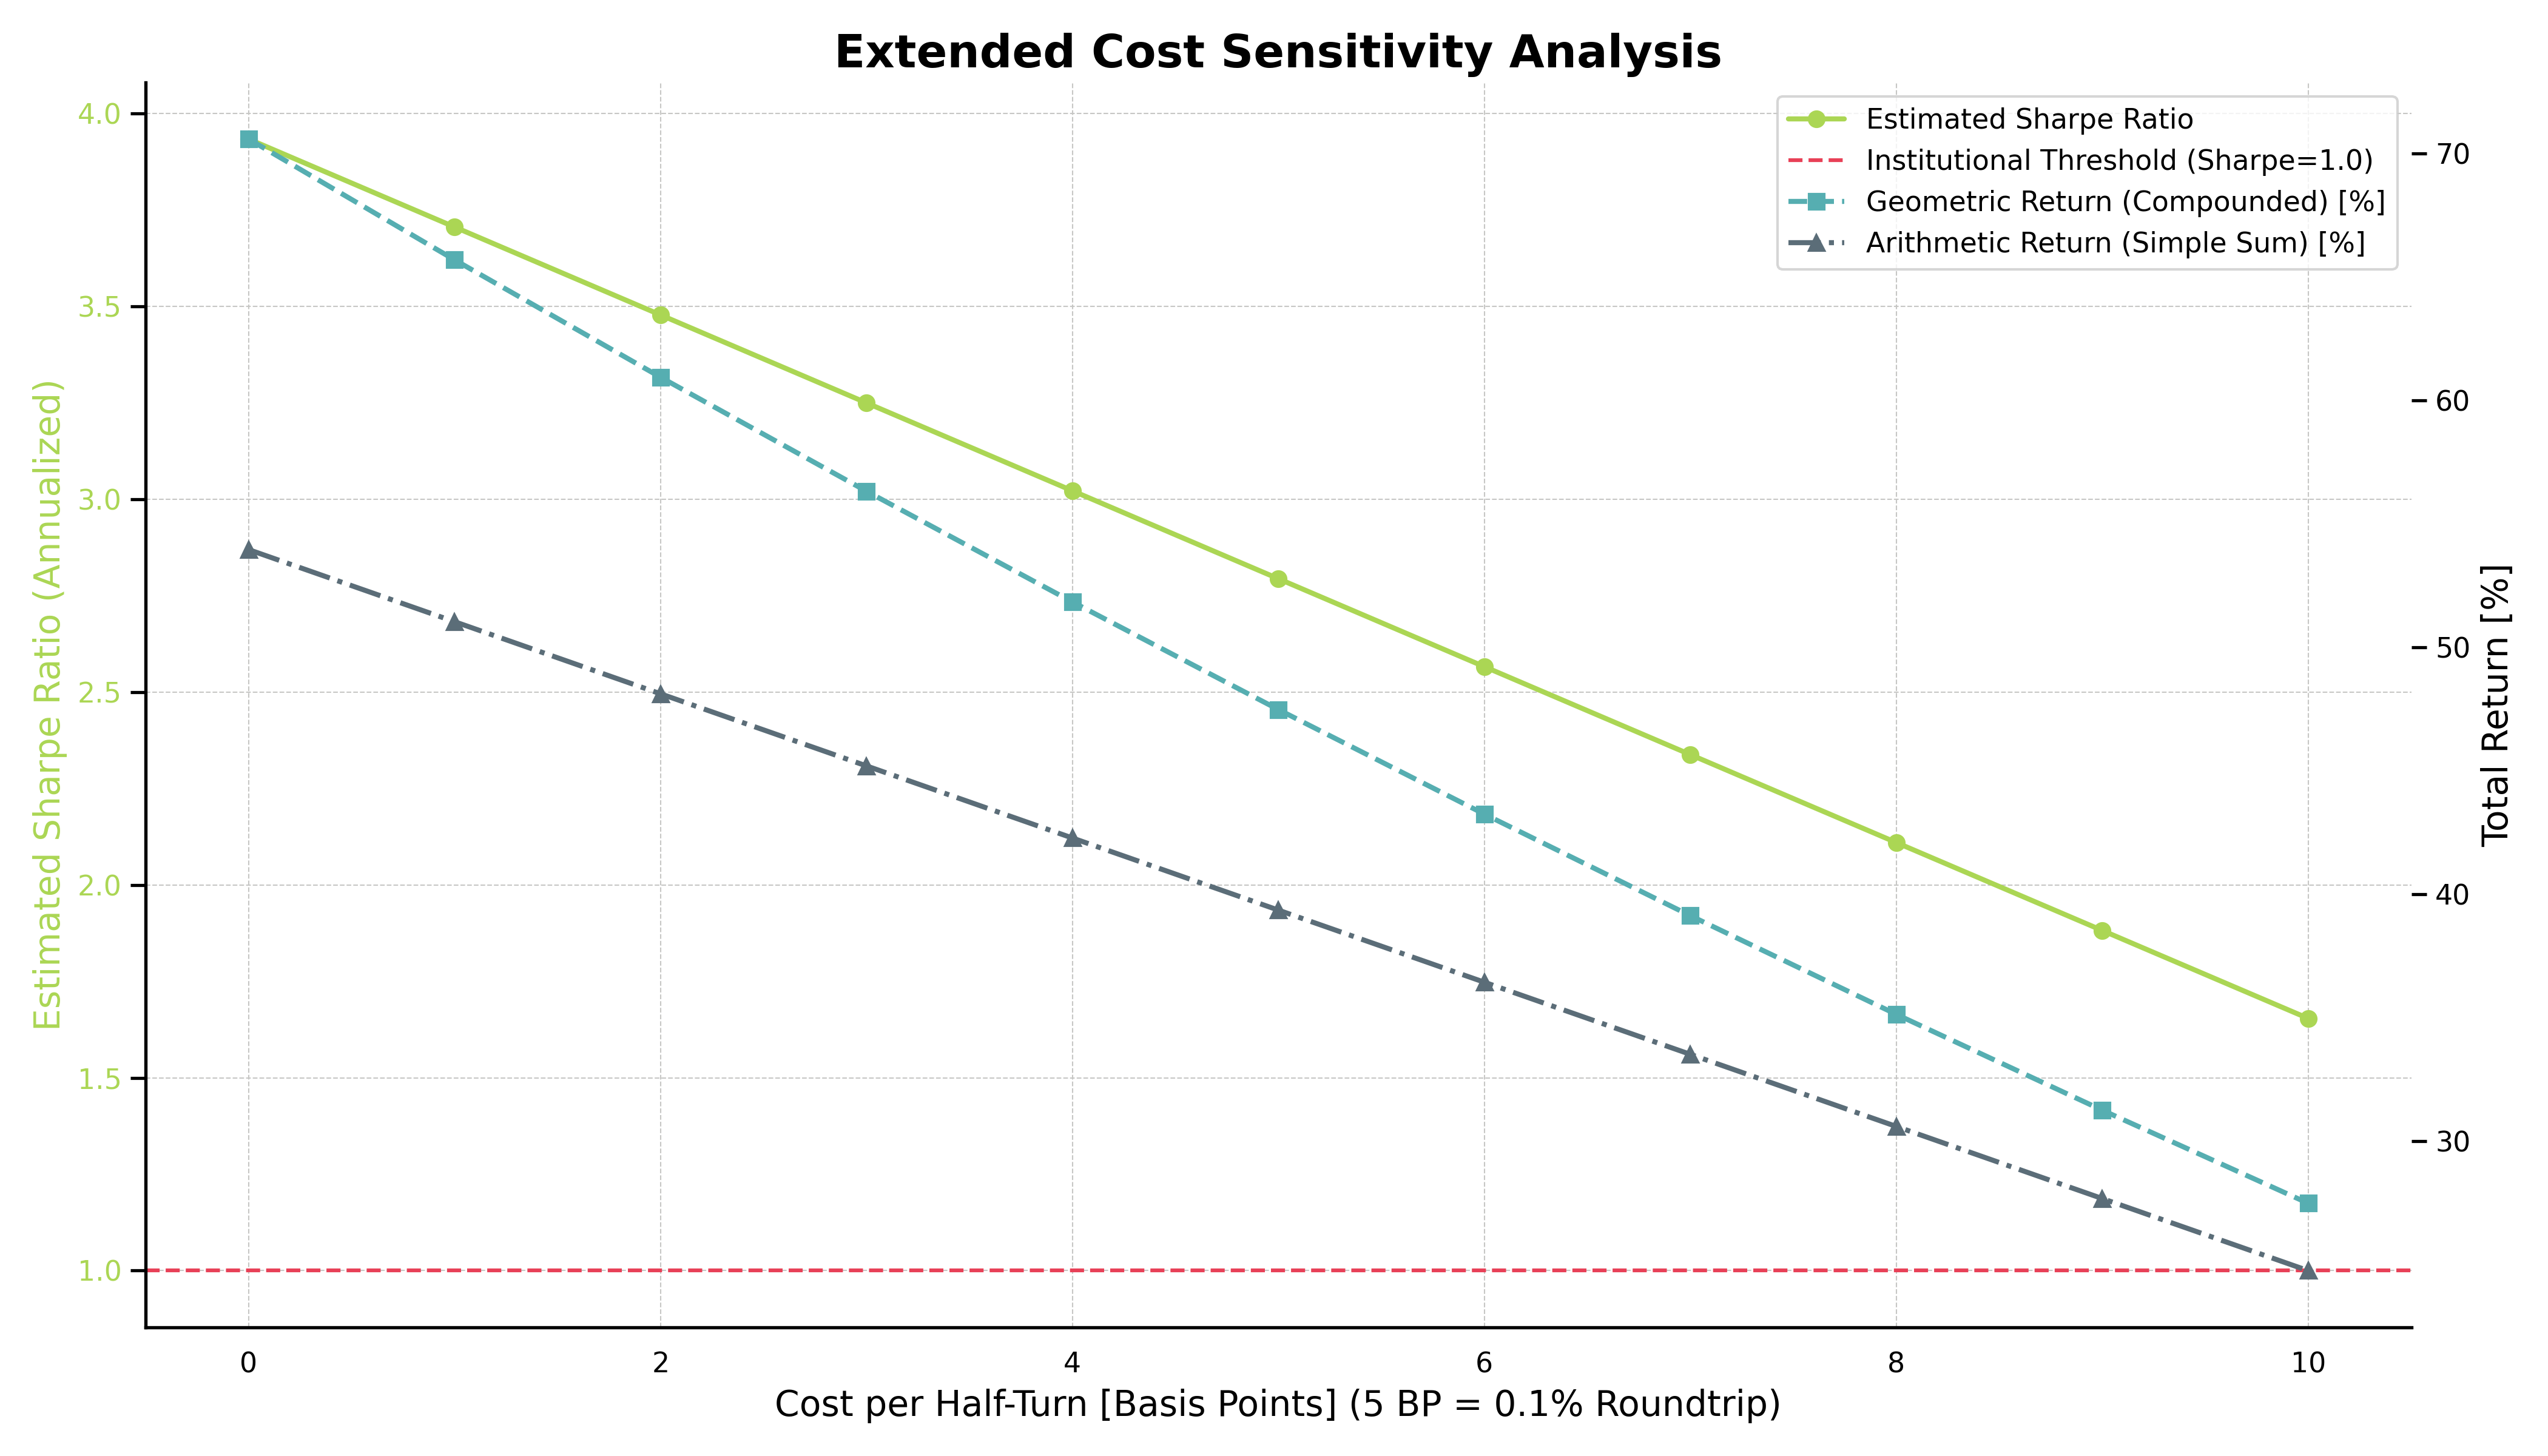 Extended Cost Sensitivity Analysis
Estimated Sharpe Ratio
Institutional Threshold (Sharpe=1.0)
Geometric Return (Compounded) [%]
Arithmetic Return (Simple Sum) [%]
Estimated Sharpe Ratio (Annualized)
4.0
3.5
3.0
2.5
2.0
1.5
1.0
70
60
50
40
30
Total Return [%]
0 2 4 6 8 10
Cost per Half-Turn [Basis Points] (5 BP = 0.1% Roundtrip)